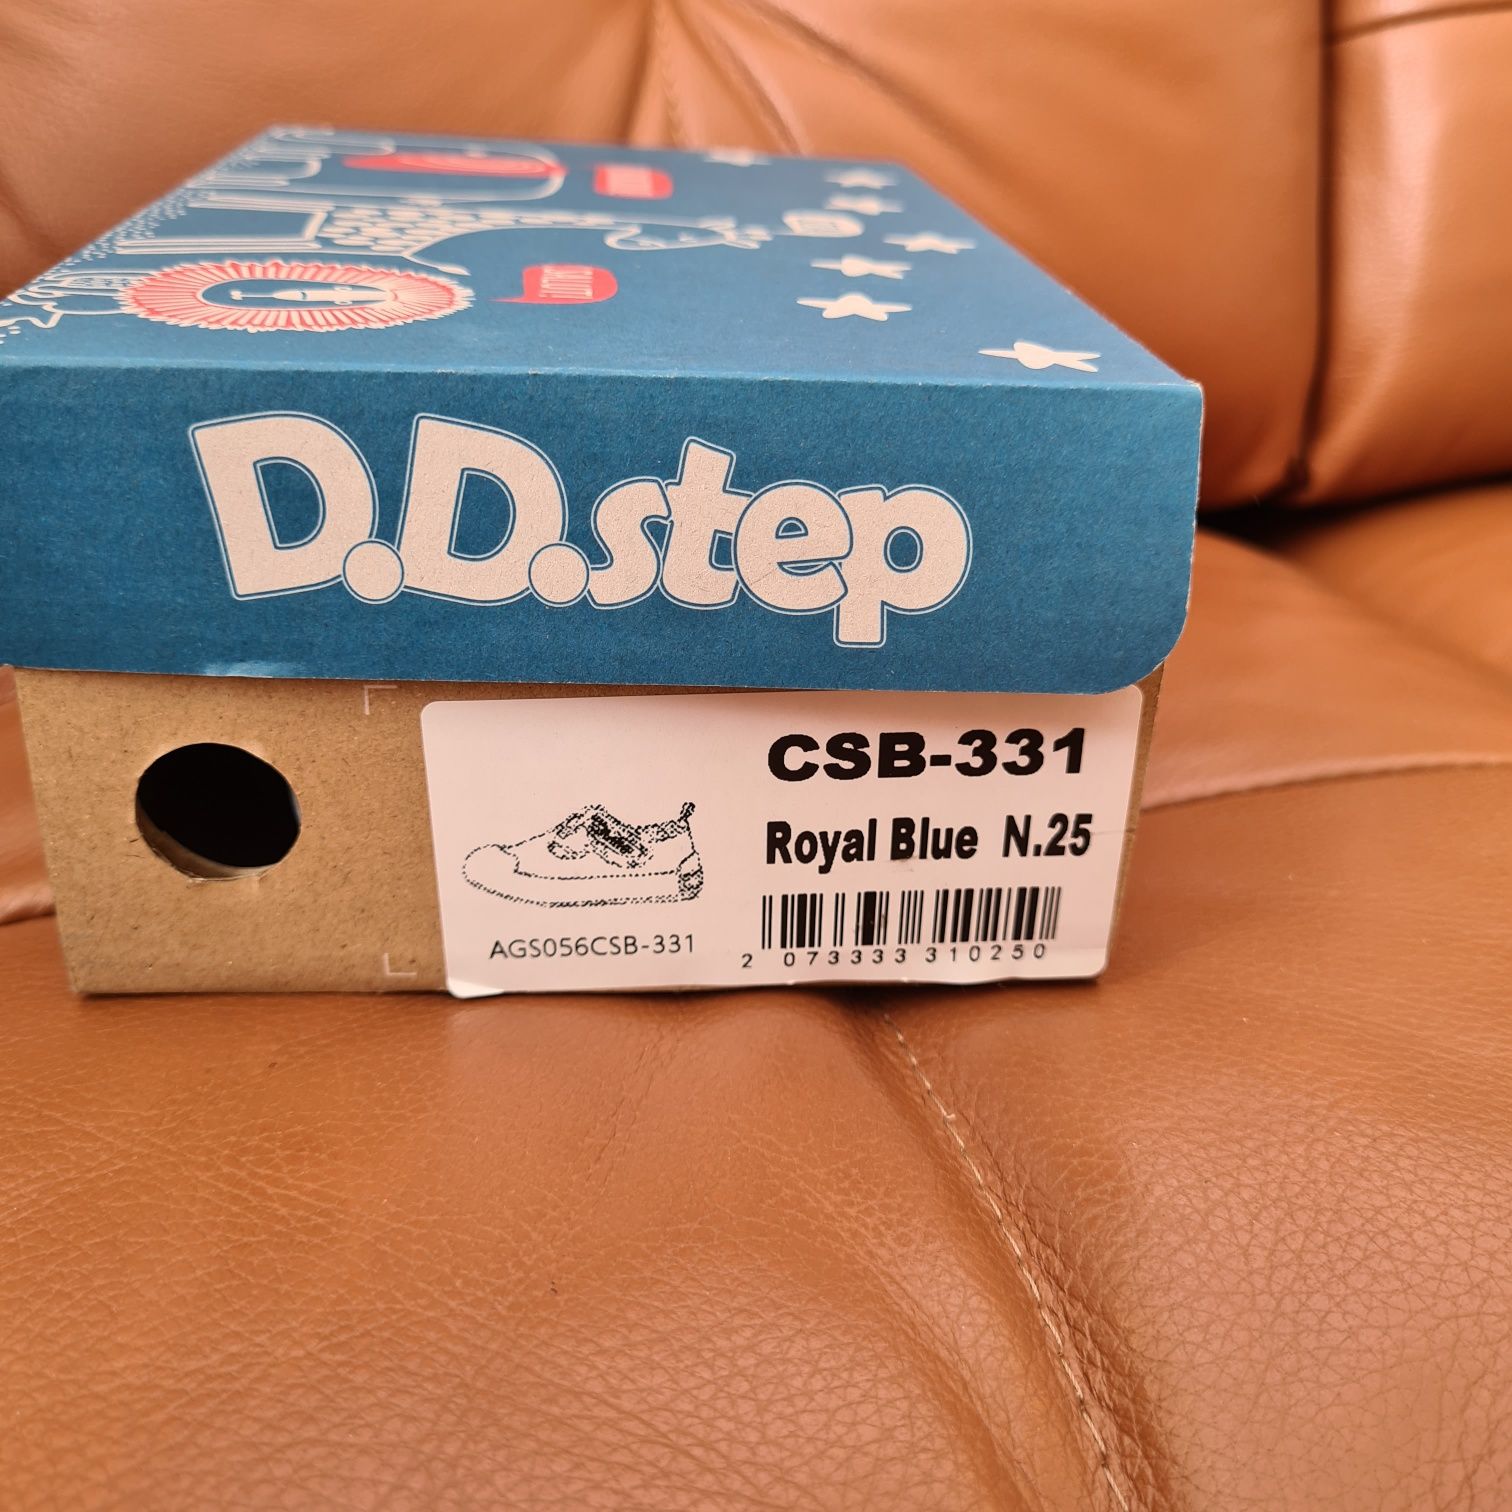 D.D.step
CSB-331
Royal Blue N.25
AGS056CSB-331
2 073333 310250